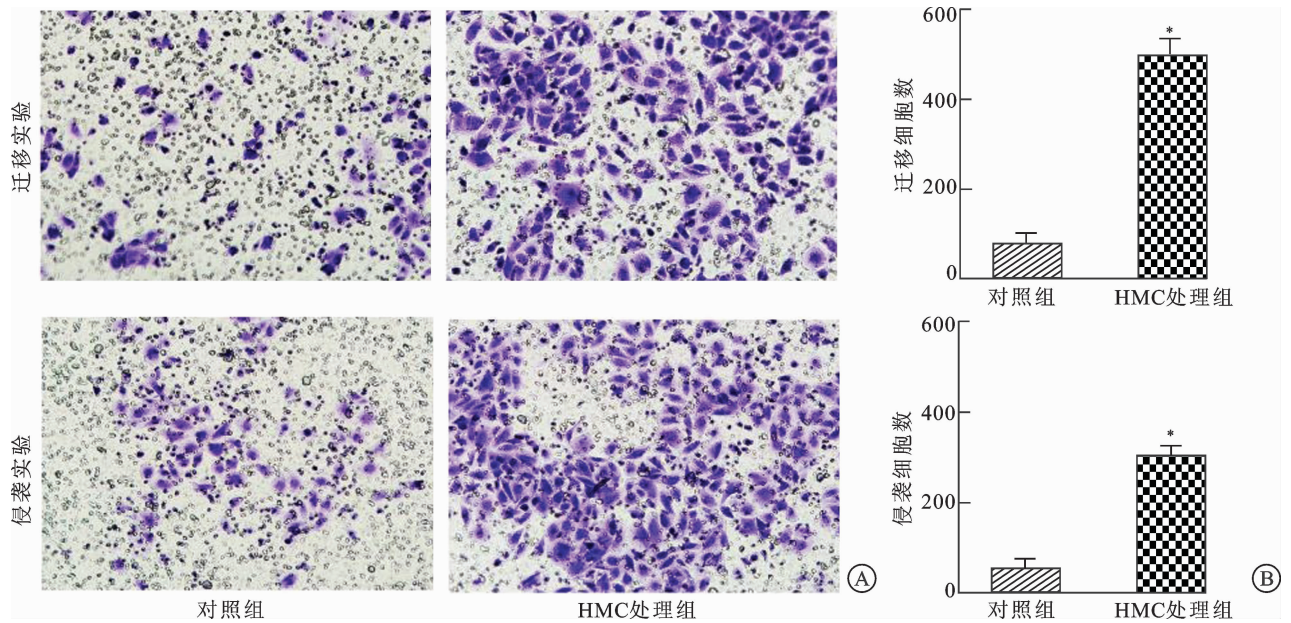 迁移实验
侵袭实验
对照组
HMC处理组
A
600
400
200
0
迁移细胞数
*
对照组
HMC处理组
600
400
200
0
侵袭细胞数
*
对照组
HMC处理组
B